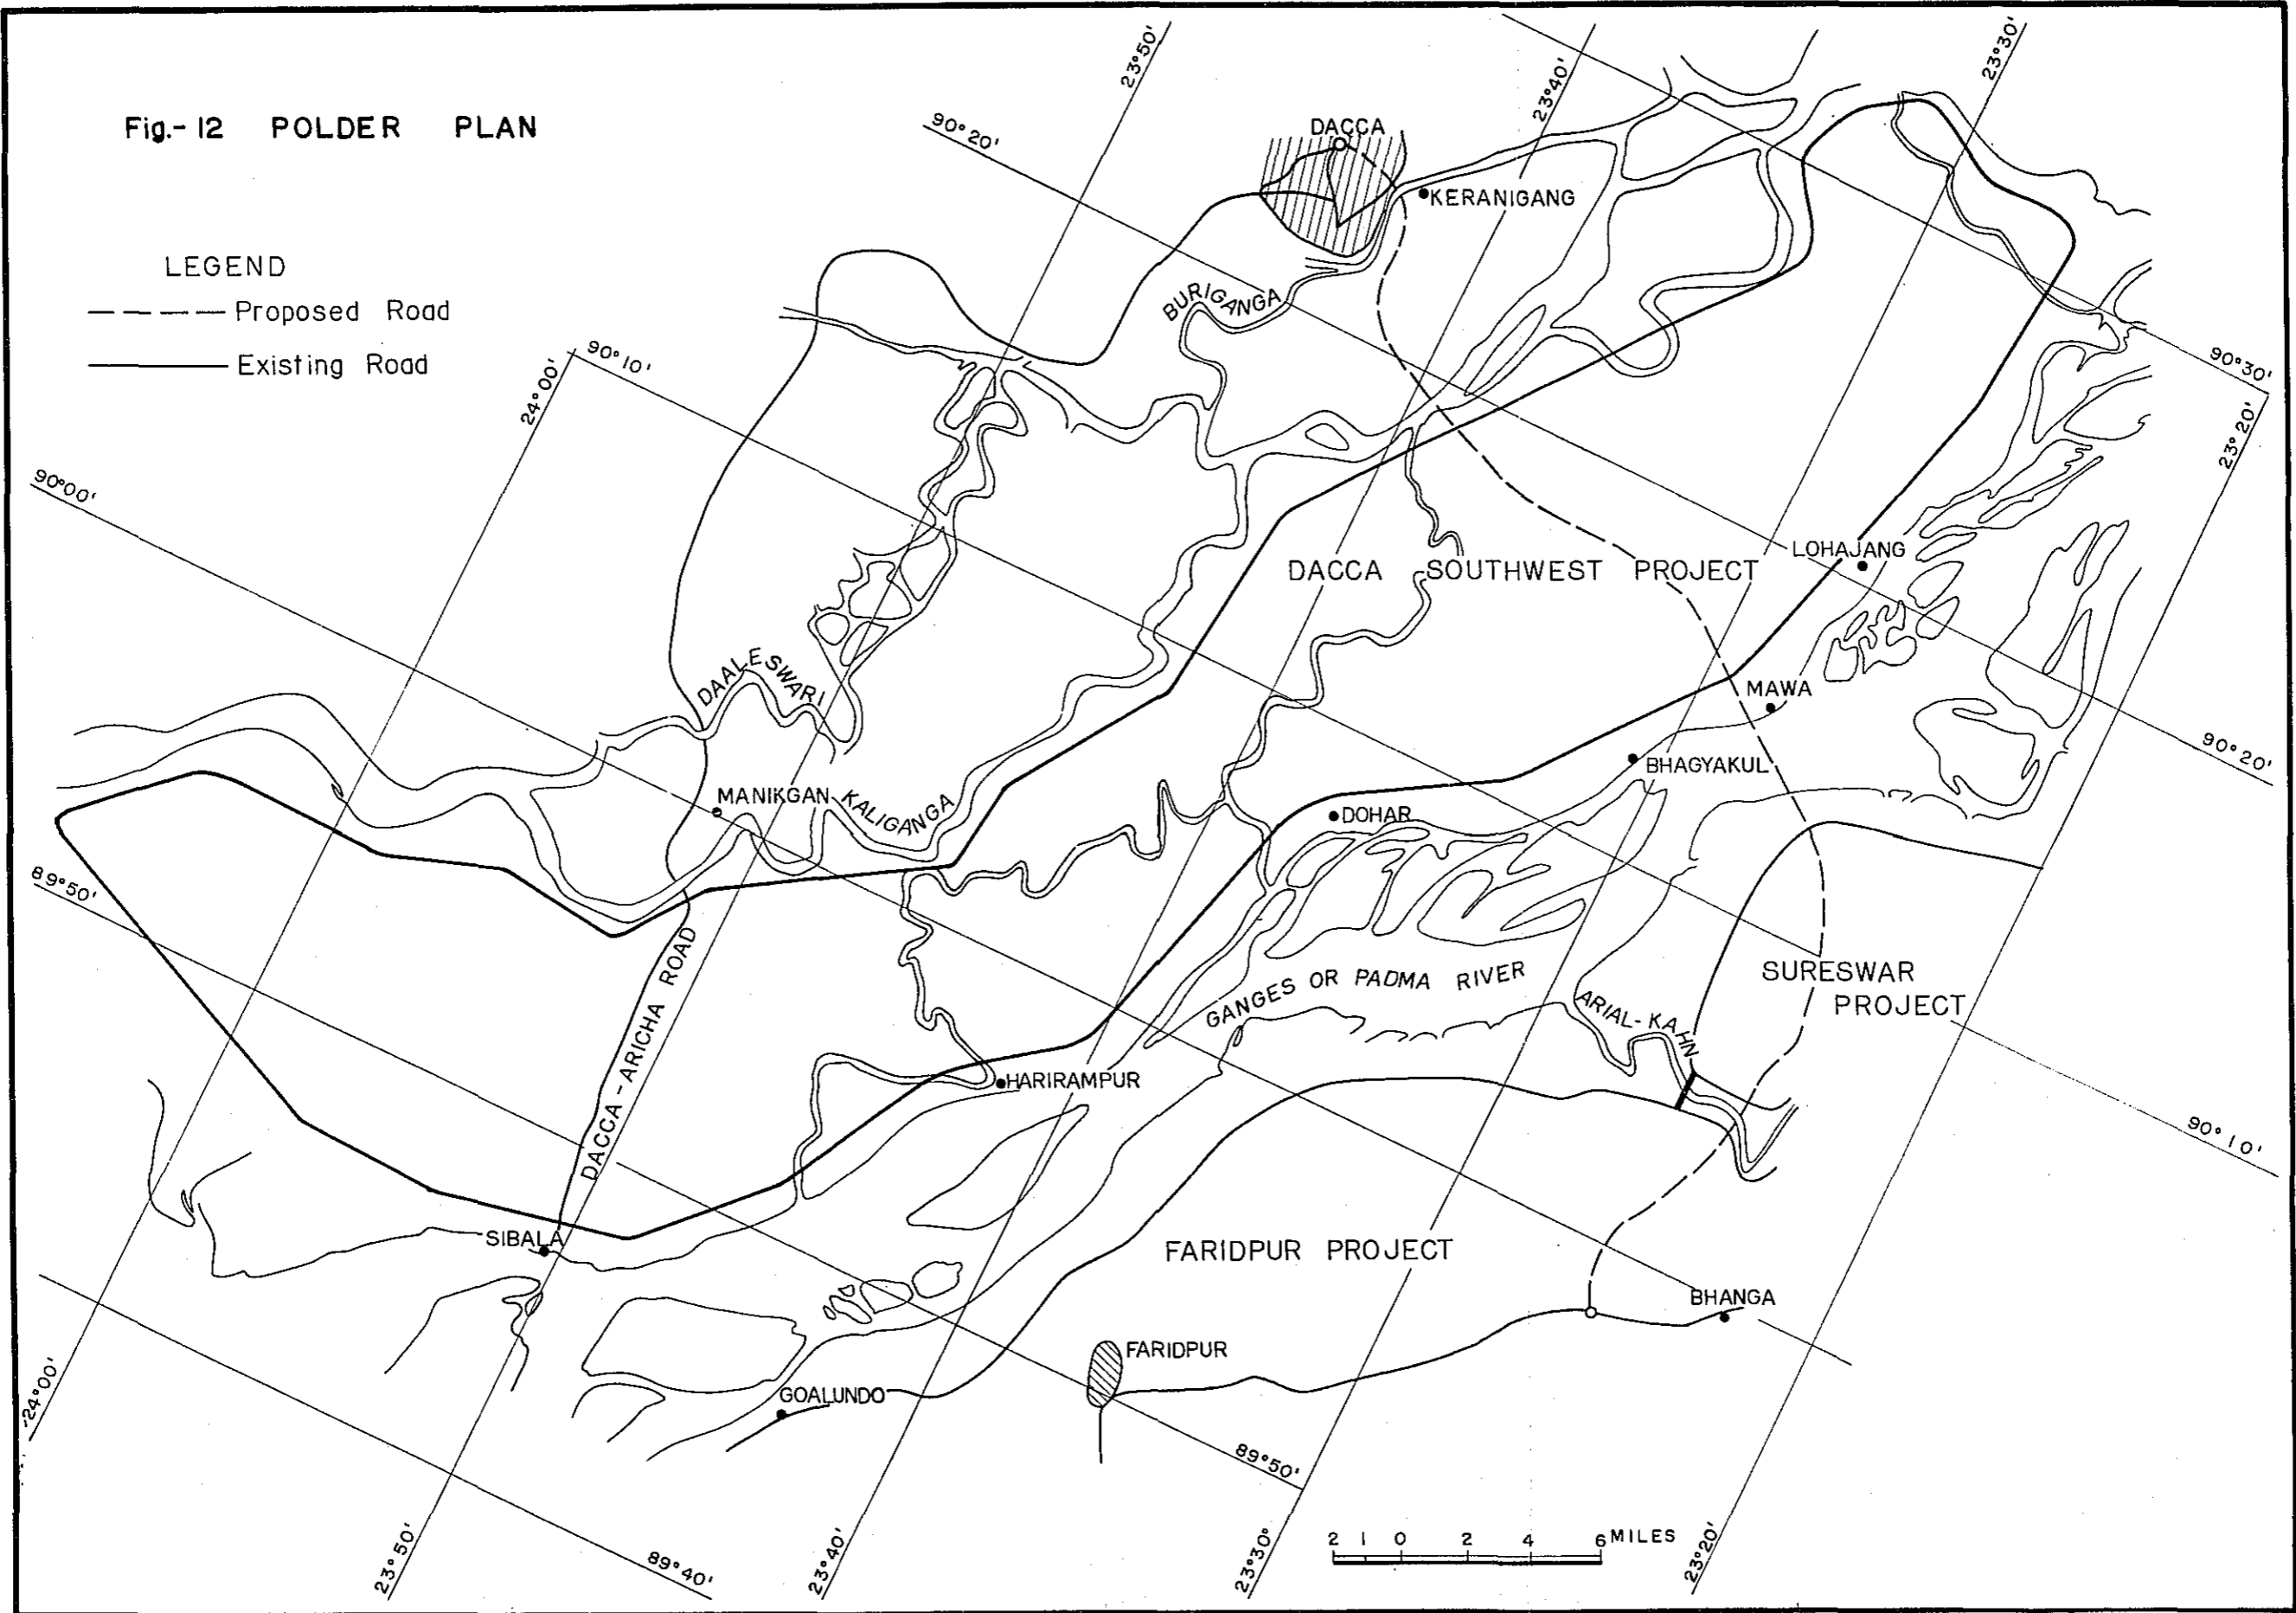 Fig.- 12 POLDER PLAN
LEGEND
Proposed Road
Existing Road
23°50'
23°40'
23°30'
90°20'
DACCA
KERANIGANG
BURIGANGA
24°00'
90°10'
90°30'
23°20'
90°00'
DACCA SOUTHWEST PROJECT
LOHAJANG
DAALESWARI
MAWA
90°20'
BHAGYAKUL
MANIKGAN
KALIGANGA
DOHAR
89°50'
DACCA-ARICHA ROAD
GANGES OR PADMA RIVER
ARIAL-KAHN
SURESWAR
PROJECT
HARIRAMPUR
90°10'
SIBALA
FARIDPUR PROJECT
BHANGA
FARIDPUR
GOALUNDO
24°00'
89°50'
23°50'
89°40'
23°40'
23°30°
2 1 0 2 4 6 MILES
23°20'